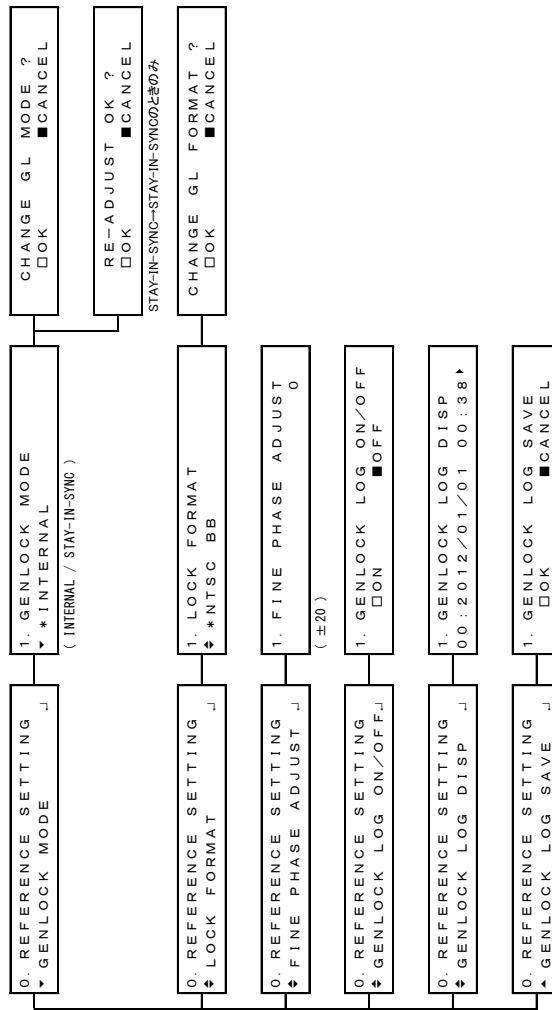 0. REFERENCE SETTING
▼ GENLOCK MODE ┘
1. GENLOCK MODE
▼ *INTERNAL
( INTERNAL / STAY-IN-SYNC )
CHANGE GL MODE ?
□OK ■CANCEL
RE-ADJUST OK ?
□OK ■CANCEL
STAY-IN-SYNC→STAY-IN-SYNCのときのみ
0. REFERENCE SETTING
◆ LOCK FORMAT ┘
1. LOCK FORMAT
◆ *NTSC BB
CHANGE GL FORMAT ?
□OK ■CANCEL
0. REFERENCE SETTING
◆ FINE PHASE ADJUST ┘
1. FINE PHASE ADJUST
0
( ±20 )
0. REFERENCE SETTING
◆ GENLOCK LOG ON/OFF┘
1. GENLOCK LOG ON/OFF
□ON ■OFF
0. REFERENCE SETTING
◆ GENLOCK LOG DISP ┘
1. GENLOCK LOG DISP
00:2012/01/01 00:38▶
0. REFERENCE SETTING
▲ GENLOCK LOG SAVE ┘
1. GENLOCK LOG SAVE
□OK ■CANCEL